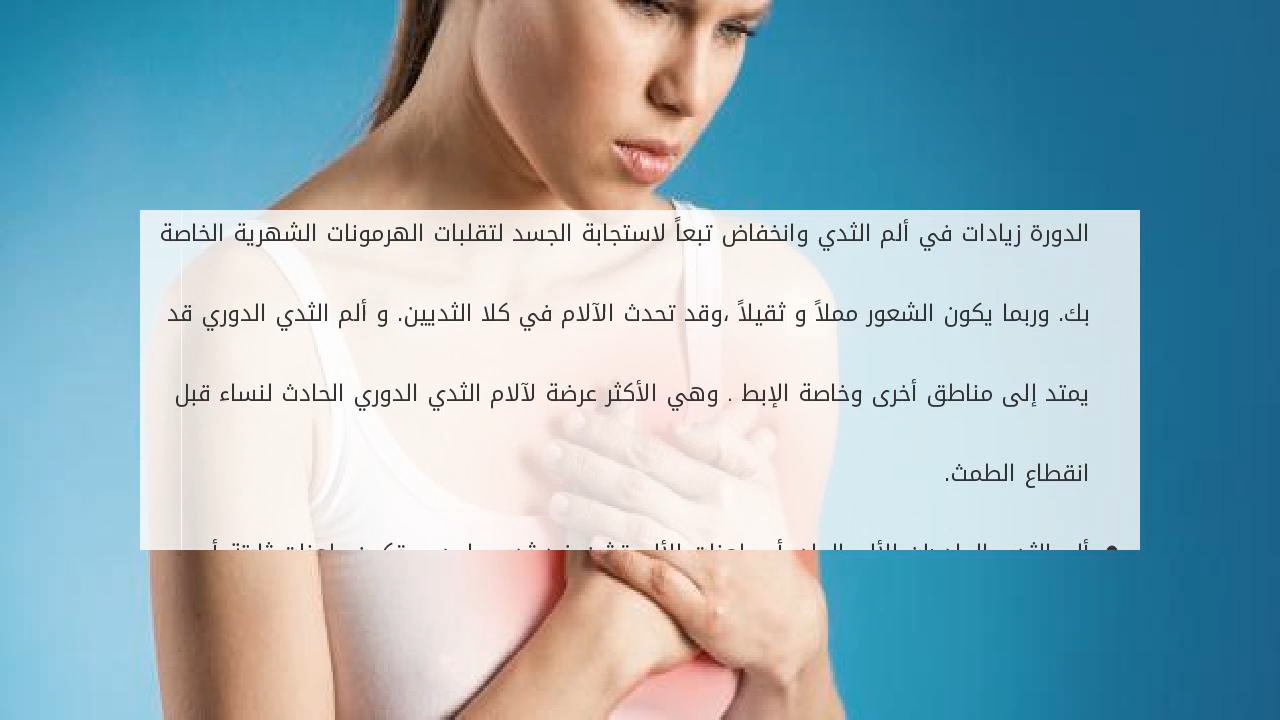 الدورة زيادات في ألم الثدي وانخفاض تبعاً لاستجابة الجسد لتقلبات الهرمونات الشهرية الخاصة
بك. وربما يكون الشعور مملاً و ثقيلاً ،وقد تحدث الآلام في كلا الثديين. و ألم الثدي الدوري قد
يمتد إلى مناطق أخرى وخاصة الإبط . وهي الأكثر عرضة لآلام الثدي الدوري الحادث لنساء قبل
انقطاع الطمث.